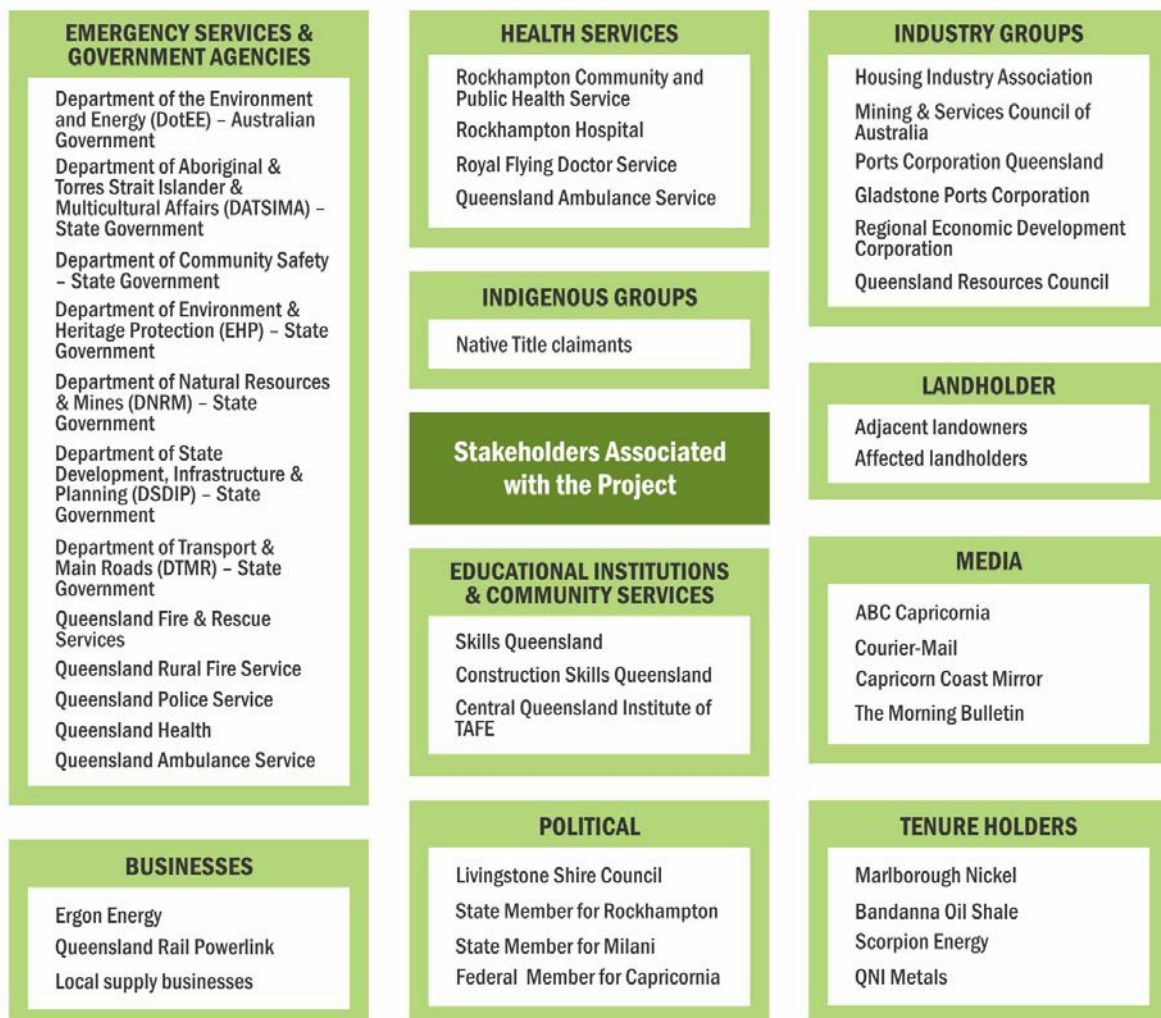 EMERGENCY SERVICES &
GOVERNMENT AGENCIES
Department of the Environment
and Energy (DotEE) – Australian
Government
Department of Aboriginal &
Torres Strait Islander &
Multicultural Affairs (DATSIMA) –
State Government
Department of Community Safety
– State Government
Department of Environment &
Heritage Protection (EHP) – State
Government
Department of Natural Resources
& Mines (DNRM) – State
Government
Department of State
Development, Infrastructure &
Planning (DSDIP) – State
Government
Department of Transport &
Main Roads (DTMR) – State
Government
Queensland Fire & Rescue
Services
Queensland Rural Fire Service
Queensland Police Service
Queensland Health
Queensland Ambulance Service
BUSINESSES
Ergon Energy
Queensland Rail Powerlink
Local supply businesses
HEALTH SERVICES
Rockhampton Community and
Public Health Service
Rockhampton Hospital
Royal Flying Doctor Service
Queensland Ambulance Service
INDIGENOUS GROUPS
Native Title claimants
Stakeholders Associated
with the Project
EDUCATIONAL INSTITUTIONS
& COMMUNITY SERVICES
Skills Queensland
Construction Skills Queensland
Central Queensland Institute of
TAFE
POLITICAL
Livingstone Shire Council
State Member for Rockhampton
State Member for Milani
Federal Member for Capricornia
INDUSTRY GROUPS
Housing Industry Association
Mining & Services Council of
Australia
Ports Corporation Queensland
Gladstone Ports Corporation
Regional Economic Development
Corporation
Queensland Resources Council
LANDHOLDER
Adjacent landowners
Affected landholders
MEDIA
ABC Capricornia
Courier-Mail
Capricorn Coast Mirror
The Morning Bulletin
TENURE HOLDERS
Marlborough Nickel
Bandanna Oil Shale
Scorpion Energy
QNI Metals